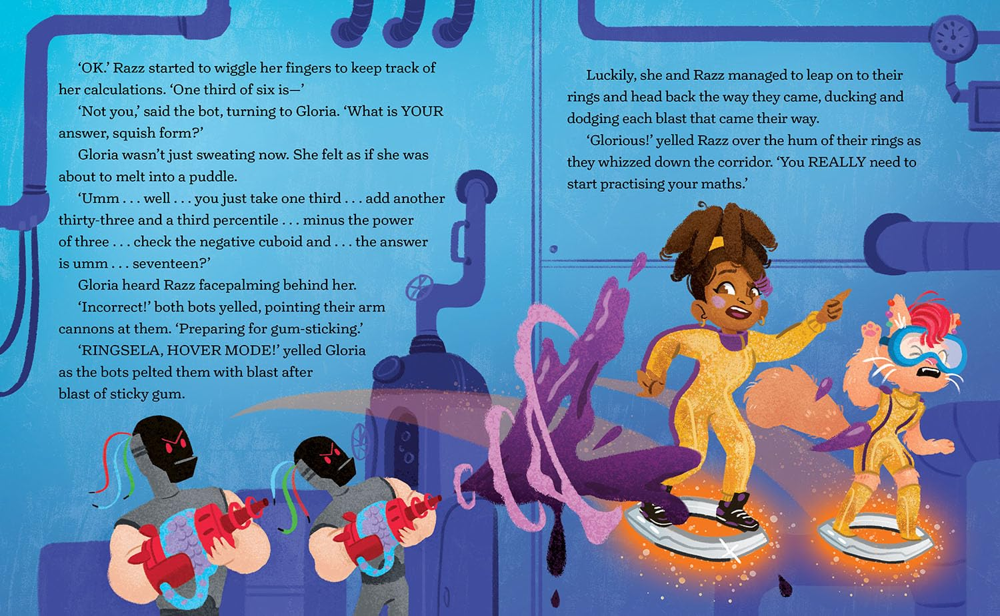 ‘OK.’ Razz started to wiggle her fingers to keep track of
her calculations. ‘One third of six is—’
‘Not you,’ said the bot, turning to Gloria. ‘What is YOUR
answer, squish form?’
Gloria wasn’t just sweating now. She felt as if she was
about to melt into a puddle.
‘Umm . . . well . . . you just take one third . . . add another
thirty-three and a third percentile . . . minus the power
of three . . . check the negative cuboid and . . . the answer
is umm . . . seventeen?’
Gloria heard Razz facepalming behind her.
‘Incorrect!’ both bots yelled, pointing their arm
cannons at them. ‘Preparing for gum-sticking.’
‘RINGSELA, HOVER MODE!’ yelled Gloria
as the bots pelted them with blast after
blast of sticky gum.
Luckily, she and Razz managed to leap on to their
rings and head back the way they came, ducking and
dodging each blast that came their way.
‘Glorious!’ yelled Razz over the hum of their rings as
they whizzed down the corridor. ‘You REALLY need to
start practising your maths.’